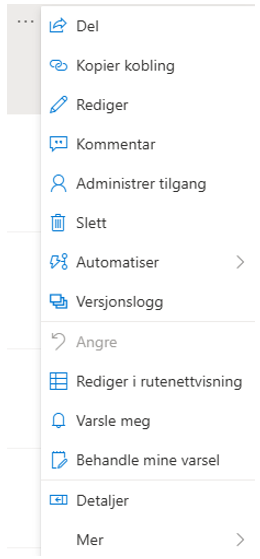 Del
Kopier kobling
Rediger
Kommentar
Administrer tilgang
Slett
Automatiser
Versjonslogg
Angre
Rediger i rutenettvisning
Varsle meg
Behandle mine varsel
Detaljer
Mer